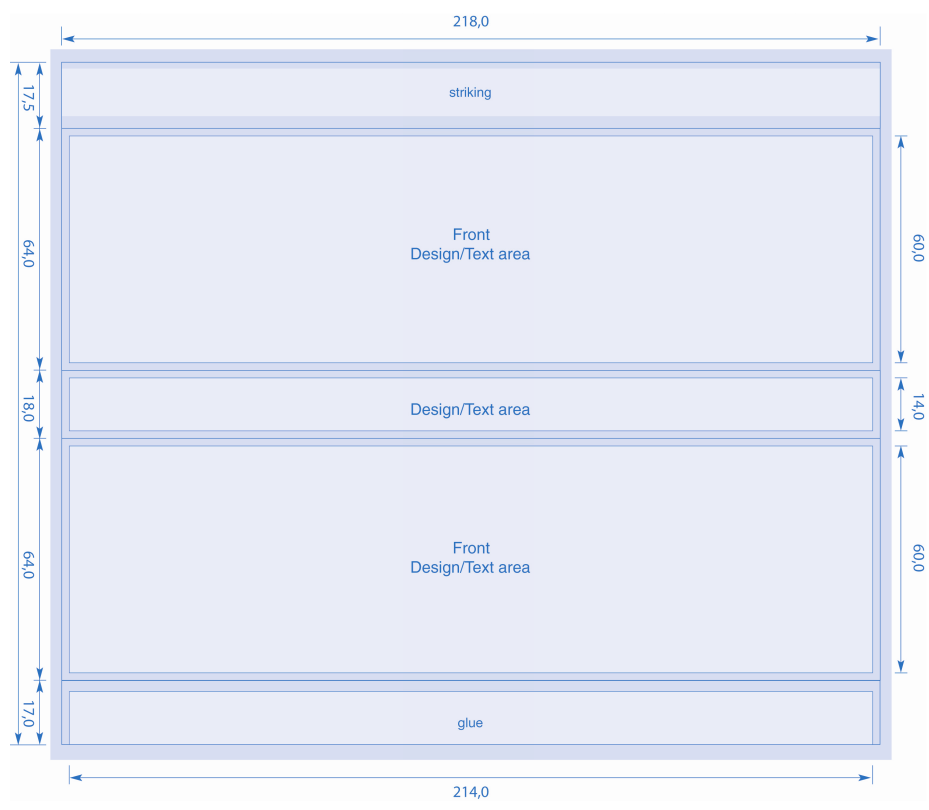 218,0
17,5
striking
64,0
Front
Design/Text area
60,0
18,0
Design/Text area
14,0
64,0
Front
Design/Text area
60,0
17,0
glue
214,0